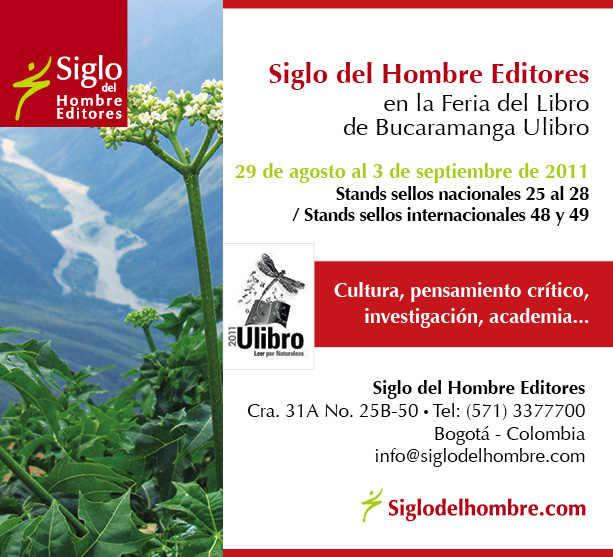 Siglo
del
Hombre
Editores
Siglo del Hombre Editores
en la Feria del Libro
de Bucaramanga Ulibro
29 de agosto al 3 de septiembre de 2011
Stands sellos nacionales 25 al 28
/ Stands sellos internacionales 48 y 49
2011
Ulibro
Leer por Naturaleza
Cultura, pensamiento crítico,
investigación, academia...
Siglo del Hombre Editores
Cra. 31A No. 25B-50 • Tel: (571) 3377700
Bogotá - Colombia
info@siglodelhombre.com
Siglodelhombre.com